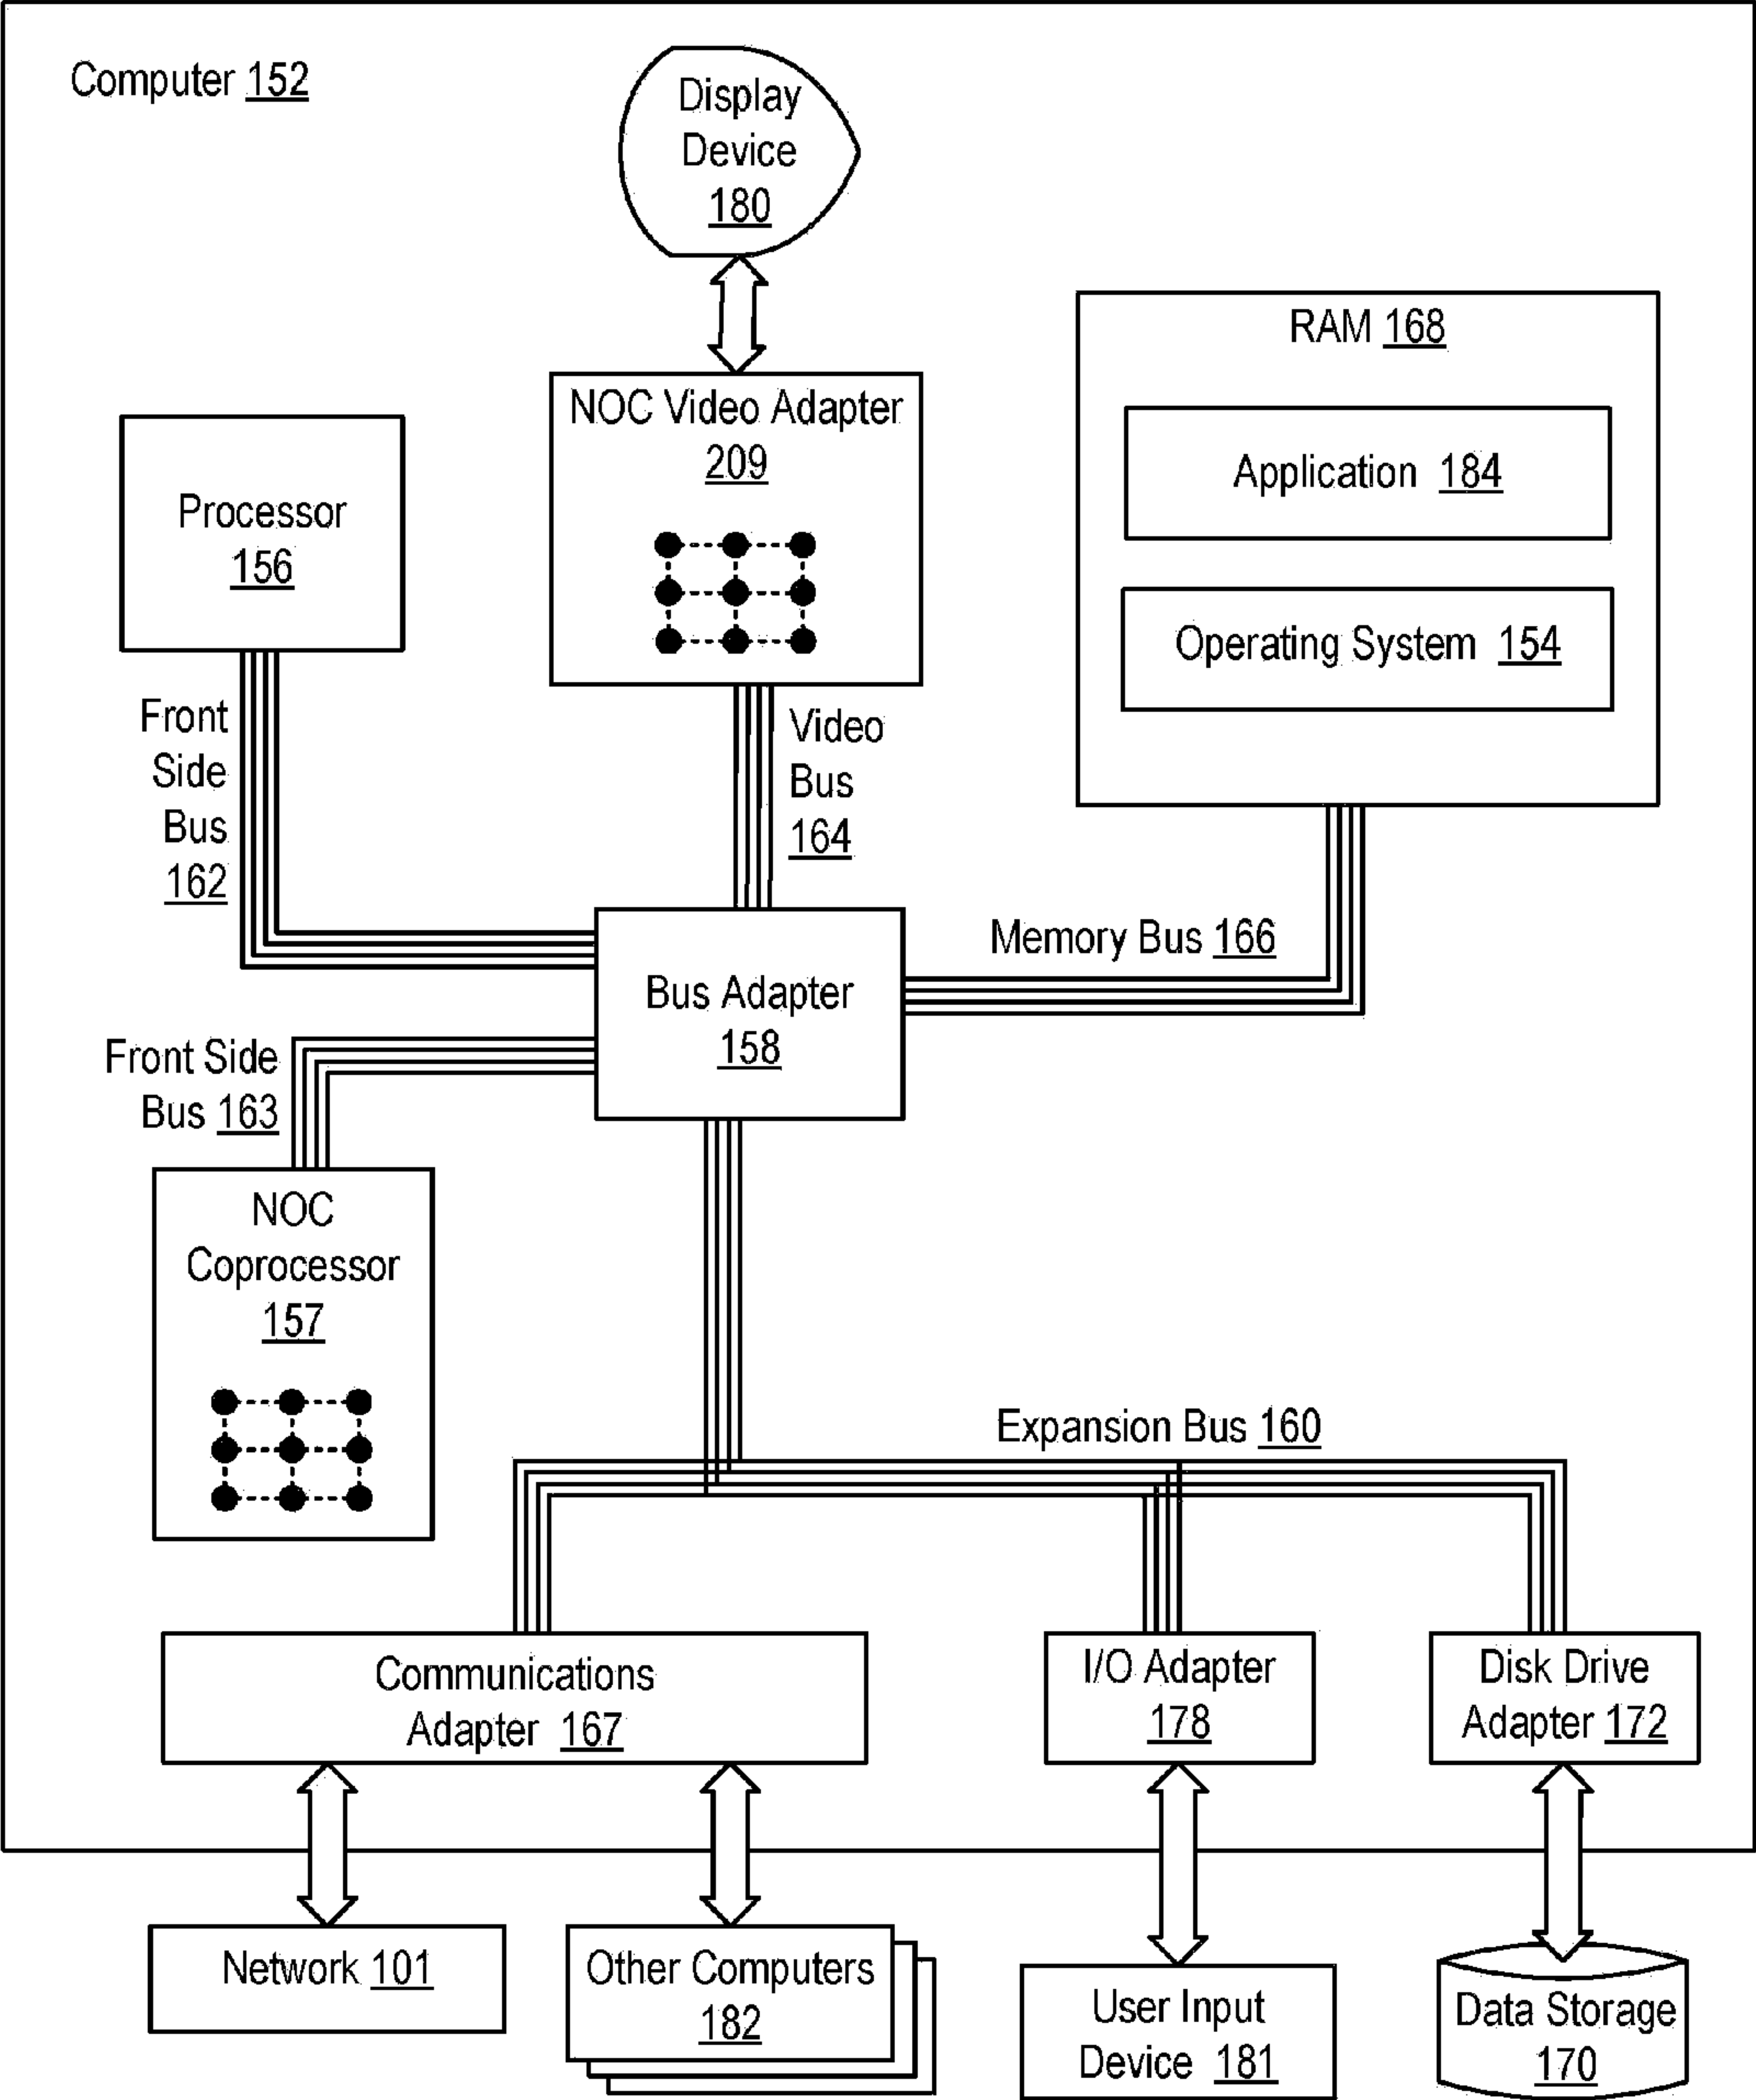 Computer 152
Display
Device
180
RAM 168
NOC Video Adapter
209
Application 184
Processor
156
Operating System 154
Front
Side
Bus
162
Video
Bus
164
Memory Bus 166
Bus Adapter
158
Front Side
Bus 163
NOC
Coprocessor
157
Expansion Bus 160
Communications
Adapter 167
I/O Adapter
178
Disk Drive
Adapter 172
Network 101
Other Computers
182
User Input
Device 181
Data Storage
170